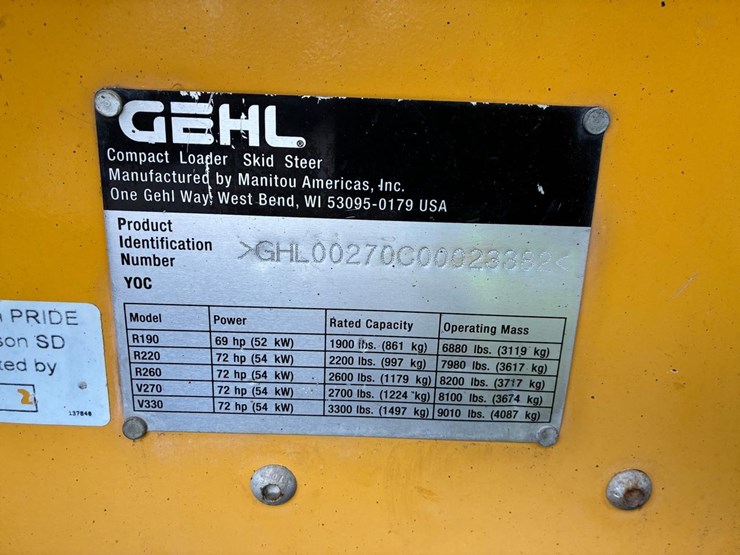 GEHL®
Compact Loader Skid Steer
Manufactured by Manitou Americas, Inc.
One Gehl Way, West Bend, WI 53095-0179 USA
Product
Identification
Number
YOC
Model Power Rated Capacity Operating Mass
R190 69 hp (52 kW) 1900 lbs. (861 kg) 6880 lbs. (3119 kg)
R220 72 hp (54 kW) 2200 lbs. (997 kg) 7980 lbs. (3617 kg)
R260 72 hp (54 kW) 2600 lbs. (1179 kg) 8200 lbs. (3717 kg)
V270 72 hp (54 kW) 2700 lbs. (1224 kg) 8100 lbs. (3674 kg)
V330 72 hp (54 kW) 3300 lbs. (1497 kg) 9010 lbs. (4087 kg)
PRIDE
son SD
by
2